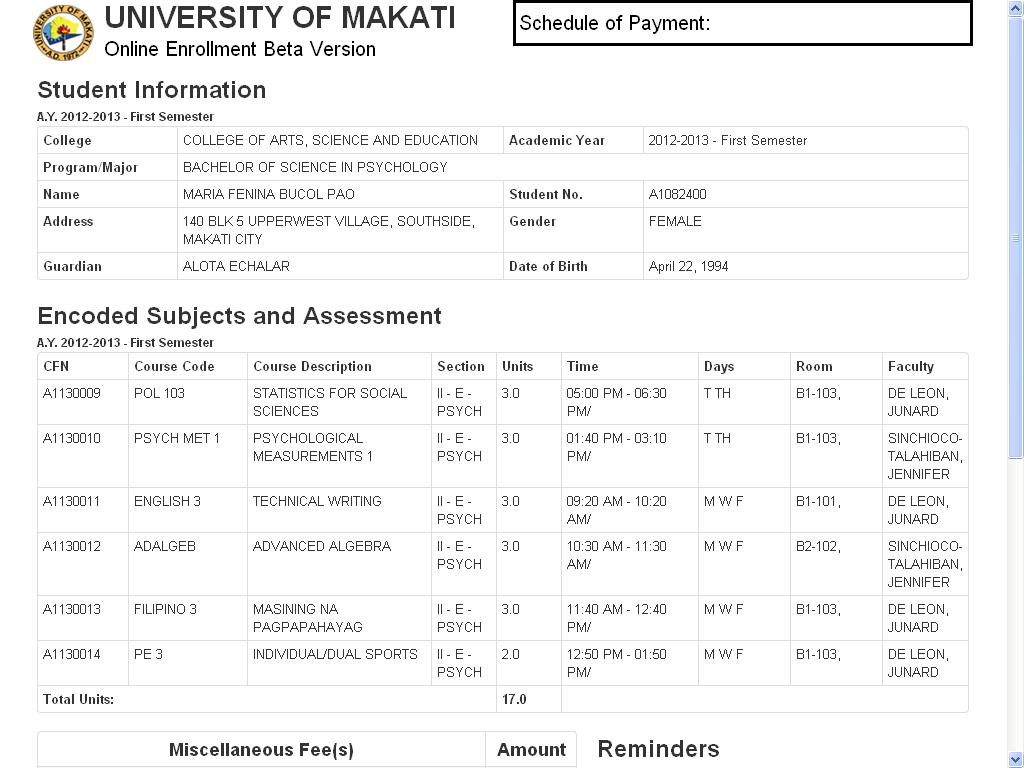 UNIVERSITY OF MAKATI
A.D. 1972
UNIVERSITY OF MAKATI
Online Enrollment Beta Version
Schedule of Payment:
Student Information
A.Y. 2012-2013 - First Semester
College COLLEGE OF ARTS, SCIENCE AND EDUCATION Academic Year 2012-2013 - First Semester
Program/Major BACHELOR OF SCIENCE IN PSYCHOLOGY
Name MARIA FENINA BUCOL PAO Student No. A1082400
Address 140 BLK 5 UPPERWEST VILLAGE, SOUTHSIDE, Gender FEMALE
MAKATI CITY
Guardian ALOTA ECHALAR Date of Birth April 22, 1994
Encoded Subjects and Assessment
A.Y. 2012-2013 - First Semester
CFN Course Code Course Description Section Units Time Days Room Faculty
A1130009 POL 103 STATISTICS FOR SOCIAL II - E - 3.0 05:00 PM - 06:30 T TH B1-103, DE LEON,
SCIENCES PSYCH PM/ JUNARD
A1130010 PSYCH MET 1 PSYCHOLOGICAL II - E - 3.0 01:40 PM - 03:10 T TH B1-103, SINCHIOCO-
MEASUREMENTS 1 PSYCH PM/ TALAHIBAN,
JENNIFER
A1130011 ENGLISH 3 TECHNICAL WRITING II - E - 3.0 09:20 AM - 10:20 M W F B1-101, DE LEON,
PSYCH AM/ JUNARD
A1130012 ADALGEB ADVANCED ALGEBRA II - E - 3.0 10:30 AM - 11:30 M W F B2-102, SINCHIOCO-
PSYCH AM/ TALAHIBAN,
JENNIFER
A1130013 FILIPINO 3 MASINING NA II - E - 3.0 11:40 AM - 12:40 M W F B1-103, DE LEON,
PAGPAPAHAYAG PSYCH PM/ JUNARD
A1130014 PE 3 INDIVIDUAL/DUAL SPORTS II - E - 2.0 12:50 PM - 01:50 M W F B1-103, DE LEON,
PSYCH PM/ JUNARD
Total Units: 17.0
Miscellaneous Fee(s) Amount Reminders